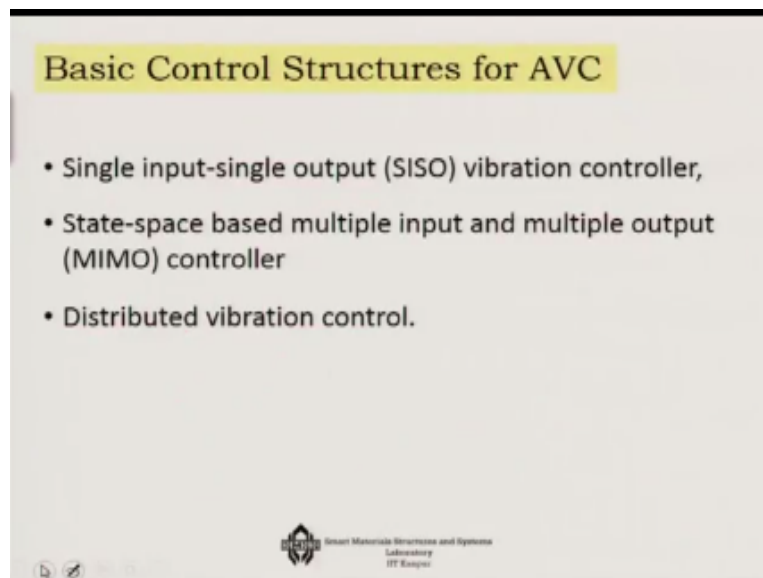 Basic Control Structures for AVC
• Single input-single output (SISO) vibration controller,
• State-space based multiple input and multiple output
(MIMO) controller
• Distributed vibration control.
Smart Materials Structures and Systems
Laboratory
IIT Kanpur